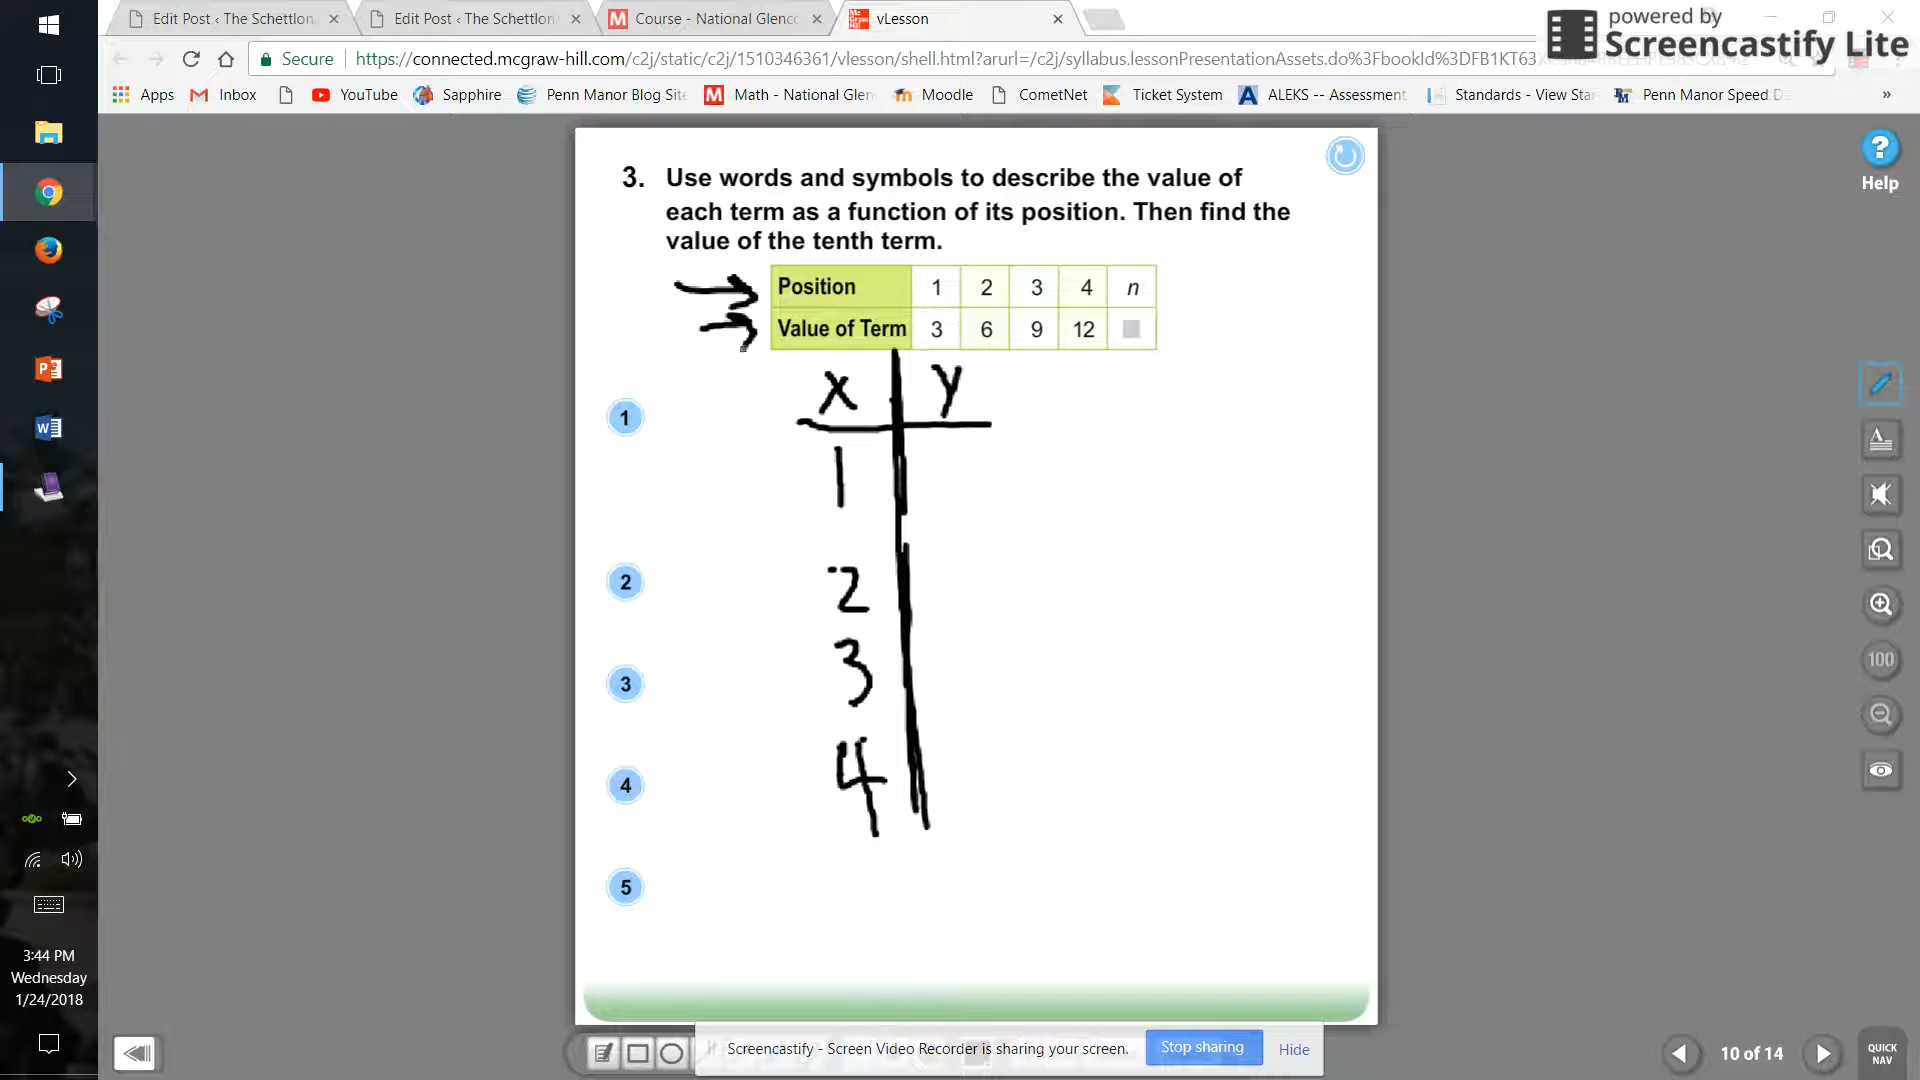 Edit Post ‹ The Schettlon
Edit Post ‹ The Schettlon
Course - National Glenco
vLesson
powered by
Screencastify Lite
Secure
https://connected.mcgraw-hill.com/c2j/static/c2j/1510346361/vlesson/shell.html?arurl=/c2j/syllabus.lessonPresentationAssets.do%3FbookId%3DFB1KT63
Apps
Inbox
YouTube
Sapphire
Penn Manor Blog Site
Math - National Glen
Moodle
CometNet
Ticket System
ALEKS -- Assessment
Standards - View Stan
Penn Manor Speed D
»
3. Use words and symbols to describe the value of
each term as a function of its position. Then find the
value of the tenth term.
Position 1 2 3 4 n
Value of Term 3 6 9 12
x y
1
2
3
4
1
2
3
4
5
Help
100
3:44 PM
Wednesday
1/24/2018
Screencastify - Screen Video Recorder is sharing your screen.
Stop sharing
Hide
10 of 14
QUICK
NAV